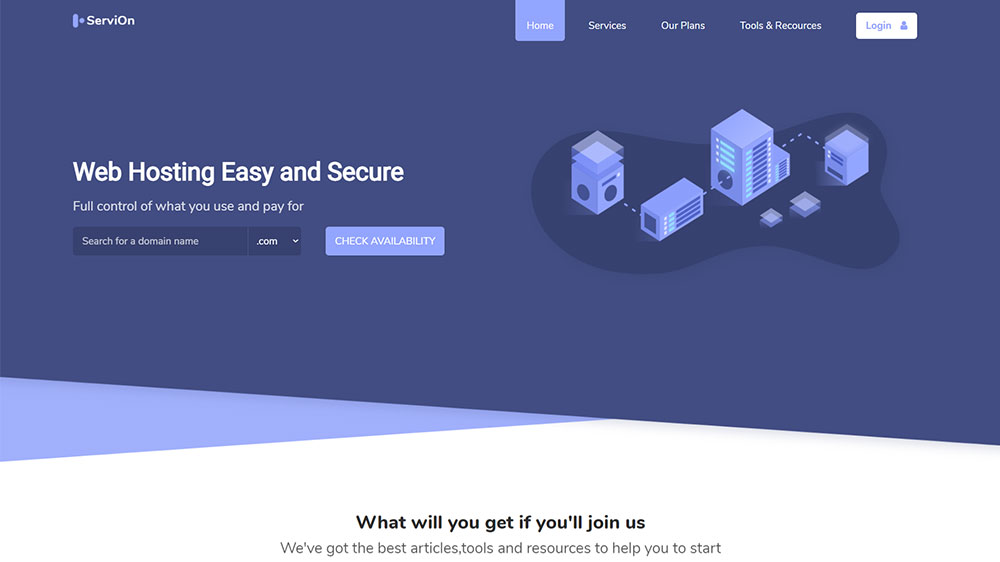 ServiOn
Home
Services
Our Plans
Tools & Recources
Login
Web Hosting Easy and Secure
Full control of what you use and pay for
Search for a domain name
.com
CHECK AVAILABILITY
What will you get if you'll join us
We've got the best articles,tools and resources to help you to start